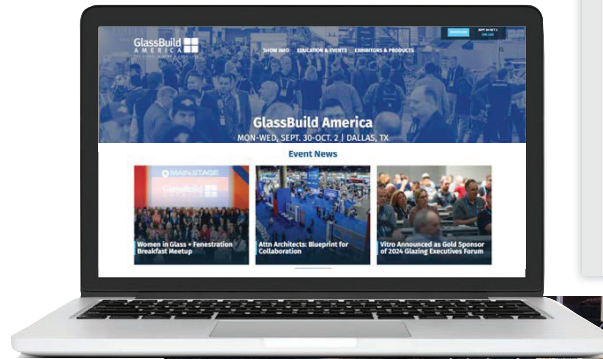 GlassBuild
AMERICA
SHOW INFO EDUCATION & EVENTS EXHIBITORS & PRODUCTS
GlassBuild America
MON-WED, SEPT. 30-OCT. 2 | DALLAS, TX
Event News
MAIN STAGE
GlassBuild
Women in Glass + Fenestration
Breakfast Meetup
Attn Architects: Blueprint for
Collaboration
Vitro Announced as Gold Sponsor
of 2024 Glazing Executives Forum